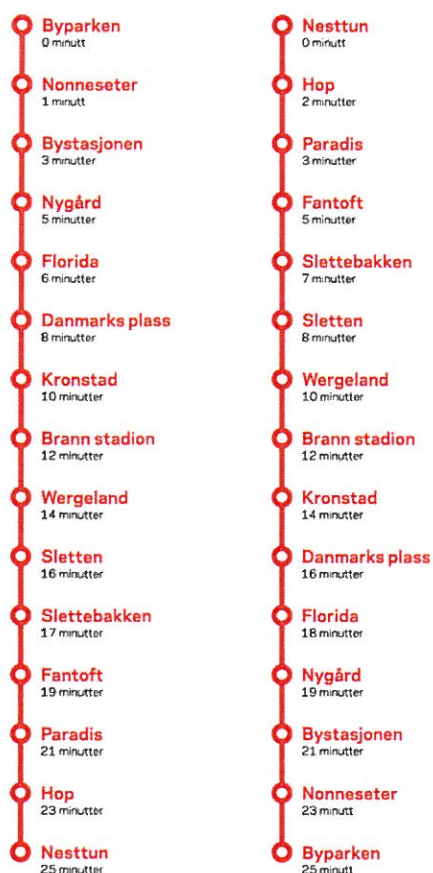 Byparken
0 minutt
Nonneseter
1 minutt
Bystasjonen
3 minutter
Nygård
5 minutter
Florida
6 minutter
Danmarks plass
8 minutter
Kronstad
10 minutter
Brann stadion
12 minutter
Wergeland
14 minutter
Sletten
16 minutter
Slettebakken
17 minutter
Fantoft
19 minutter
Paradis
21 minutter
Hop
23 minutter
Nesttun
25 minutter
Nesttun
0 minutt
Hop
2 minutter
Paradis
3 minutter
Fantoft
5 minutter
Slettebakken
7 minutter
Sletten
8 minutter
Wergeland
10 minutter
Brann stadion
12 minutter
Kronstad
14 minutter
Danmarks plass
16 minutter
Florida
18 minutter
Nygård
19 minutter
Bystasjonen
21 minutter
Nonneseter
23 minutt
Byparken
25 minutt